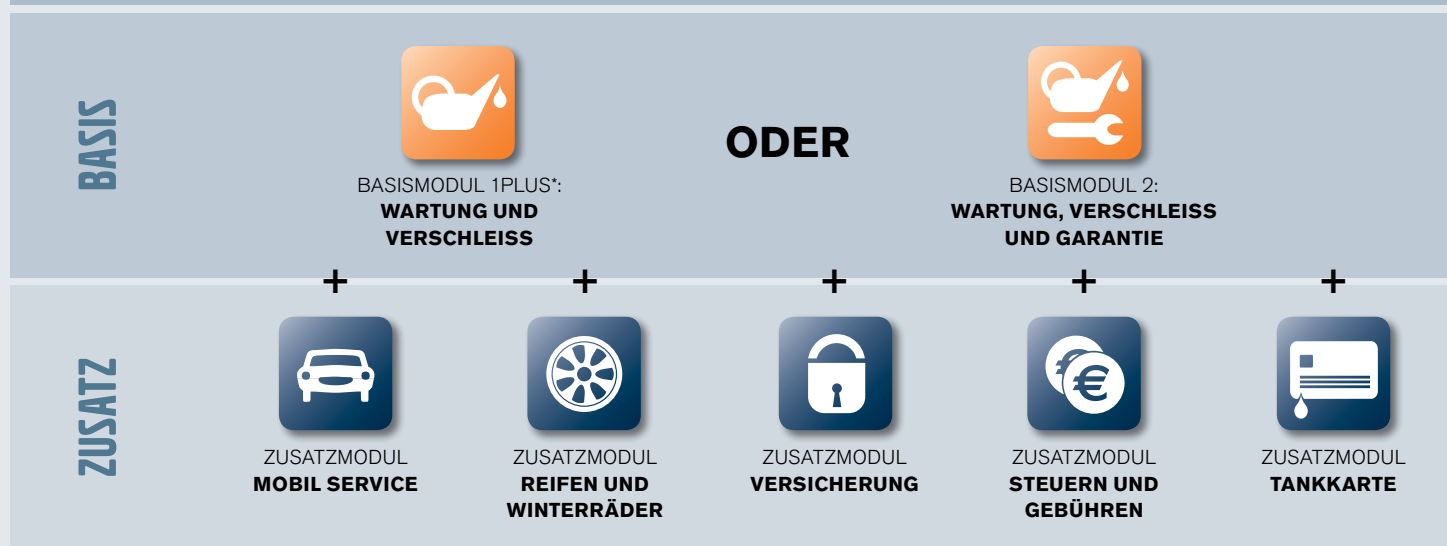 BASIS
BASISMODUL 1PLUS*:
WARTUNG UND
VERSCHLEISS
ODER
BASISMODUL 2:
WARTUNG, VERSCHLEISS
UND GARANTIE
+ + + + +
ZUSATZ
ZUSATZMODUL
MOBIL SERVICE
ZUSATZMODUL
REIFEN UND
WINTERRÄDER
ZUSATZMODUL
VERSICHERUNG
€ €
ZUSATZMODUL
STEUERN UND
GEBÜHREN
ZUSATZMODUL
TANKKARTE